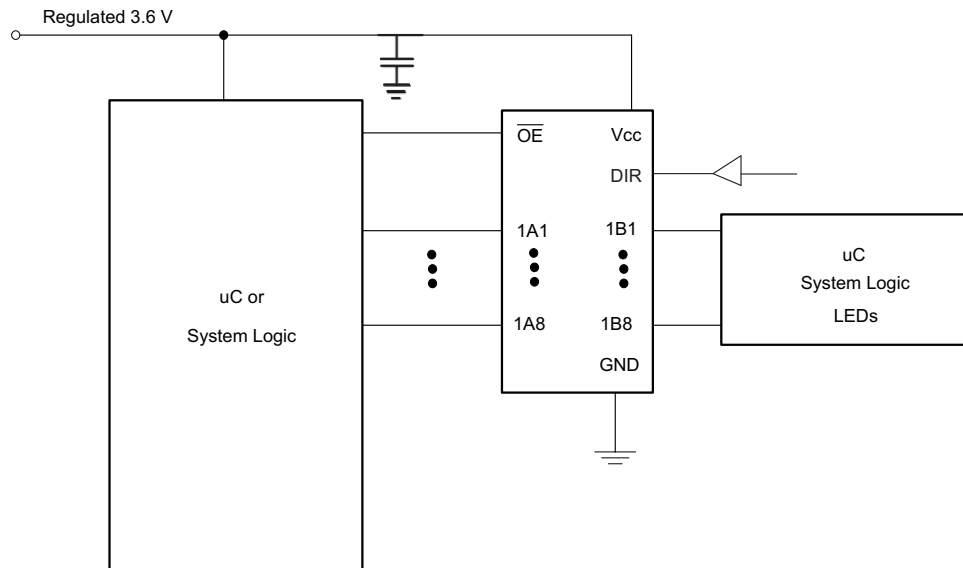 Regulated 3.6 V
OE
Vcc
DIR
1A1
1B1
uC or
System Logic
uC
System Logic
LEDs
1A8
1B8
GND